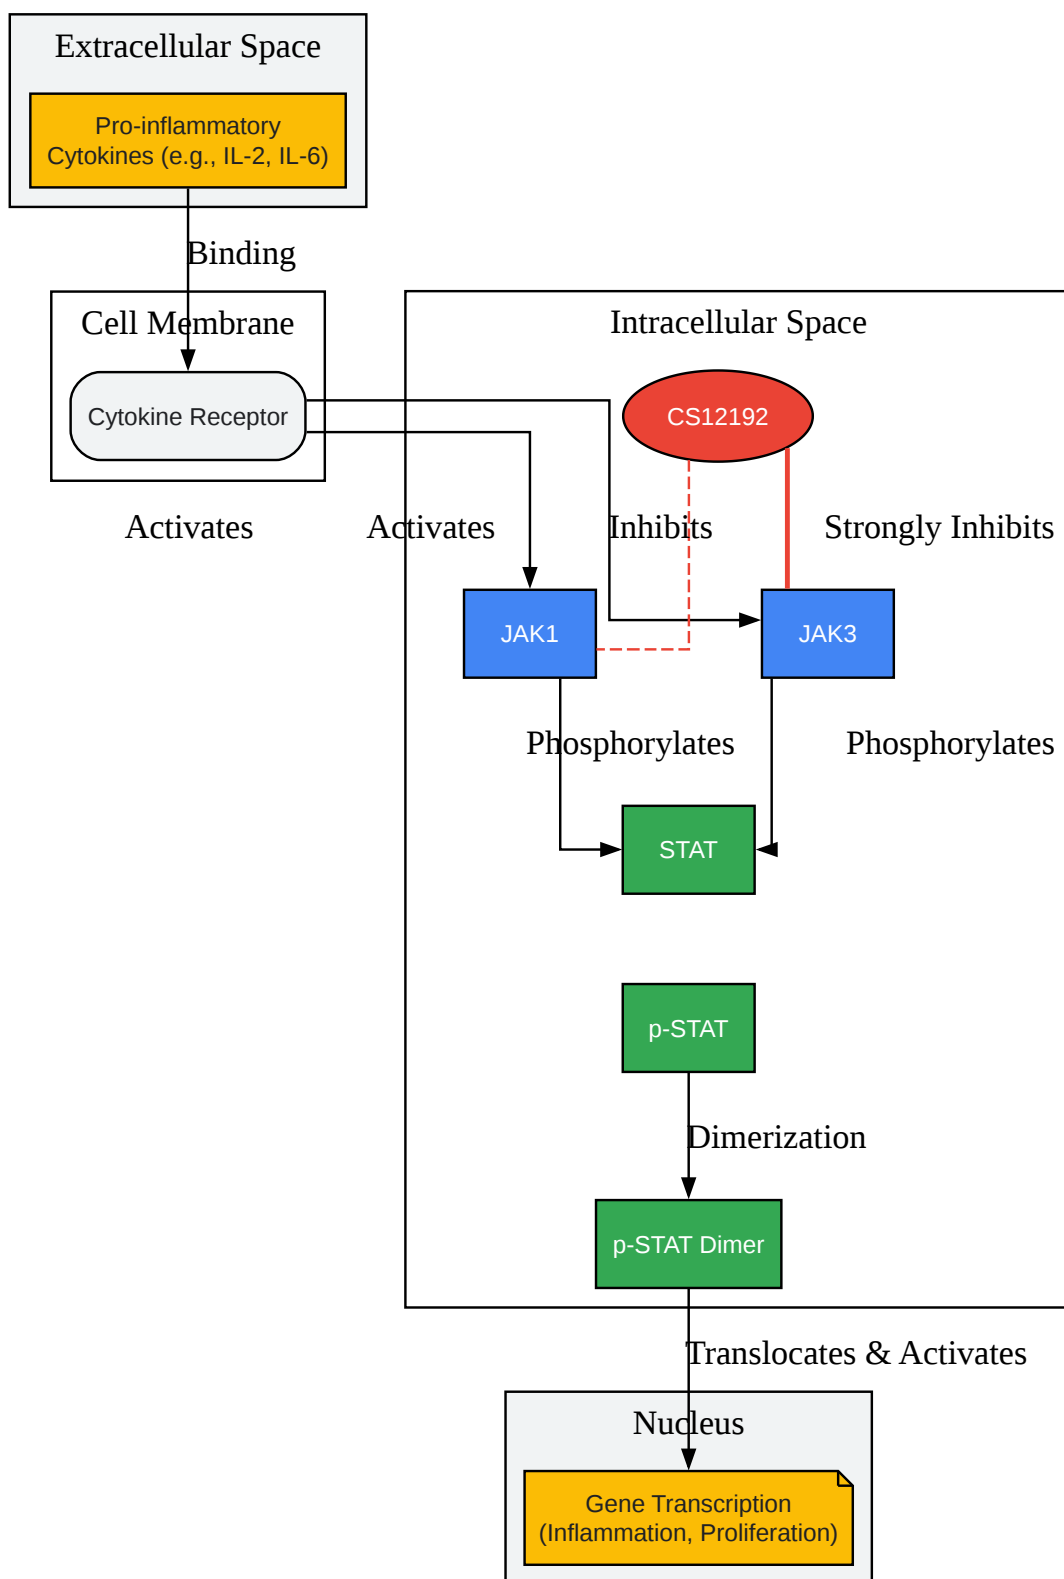 Extracellular Space
Pro-inflammatory
Cytokines (e.g., IL-2, IL-6)
Binding
Cell Membrane
Intracellular Space
Cytokine Receptor
CS12192
Activates
Activates
Inhibits
Strongly Inhibits
JAK1
JAK3
Phosphorylates
Phosphorylates
STAT
p-STAT
Dimerization
p-STAT Dimer
Translocates & Activates
Nucleus
Gene Transcription
(Inflammation, Proliferation)